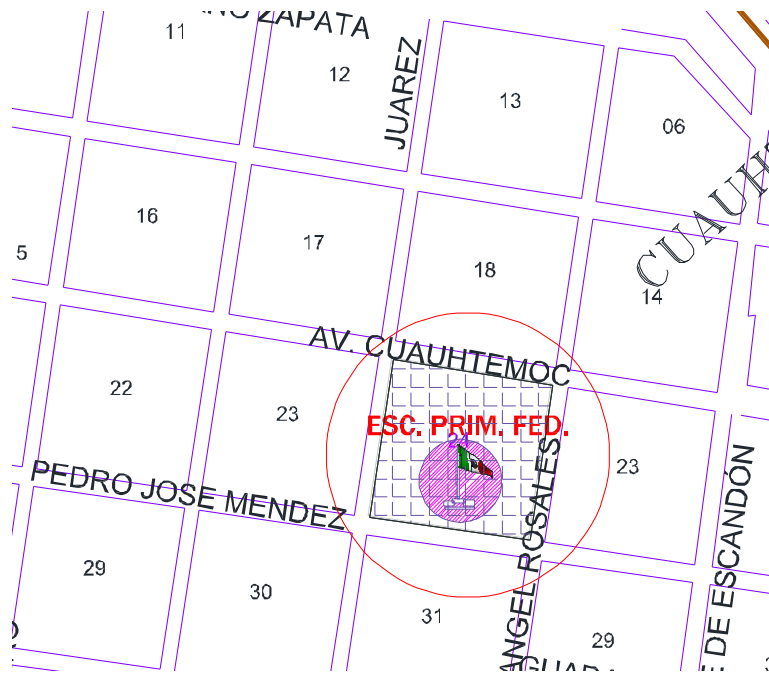 ZAPATA
11
12
JUAREZ
13
06
16
17
5
18
CUAUH
14
AV. CUAUHTEMOC
22
23
ESC. PRIM. FED.
24
23
PEDRO JOSE MENDEZ
ANGEL ROSALES
E DE ESCANDÓN
29
30
31
29